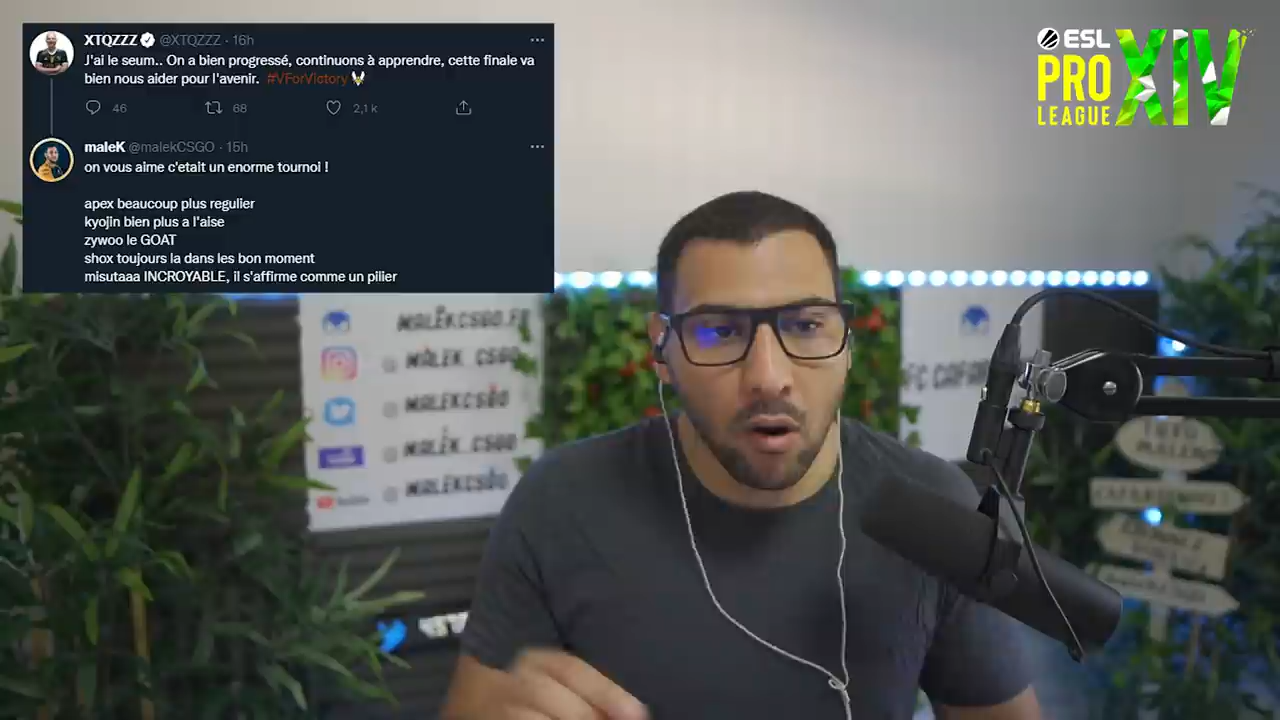 XTQZZZ @XTQZZZ · 16h
J'ai le seum.. On a bien progressé, continuons à apprendre, cette finale va
bien nous aider pour l'avenir. #VForVictory
46 68 2,1 k
maleK @malekCSGO · 15h
on vous aime c'etait un enorme tournoi !
apex beaucoup plus regulier
kyojin bien plus a l'aise
zywoo le GOAT
shox toujours la dans les bon moment
misutaaa INCROYABLE, il s'affirme comme un pilier
ESL
PRO XIV
LEAGUE
MALEKCSGO.FR
MALEK_CSGO
MALEKCSGO
MALEK_CSGO
MALEKCSGO